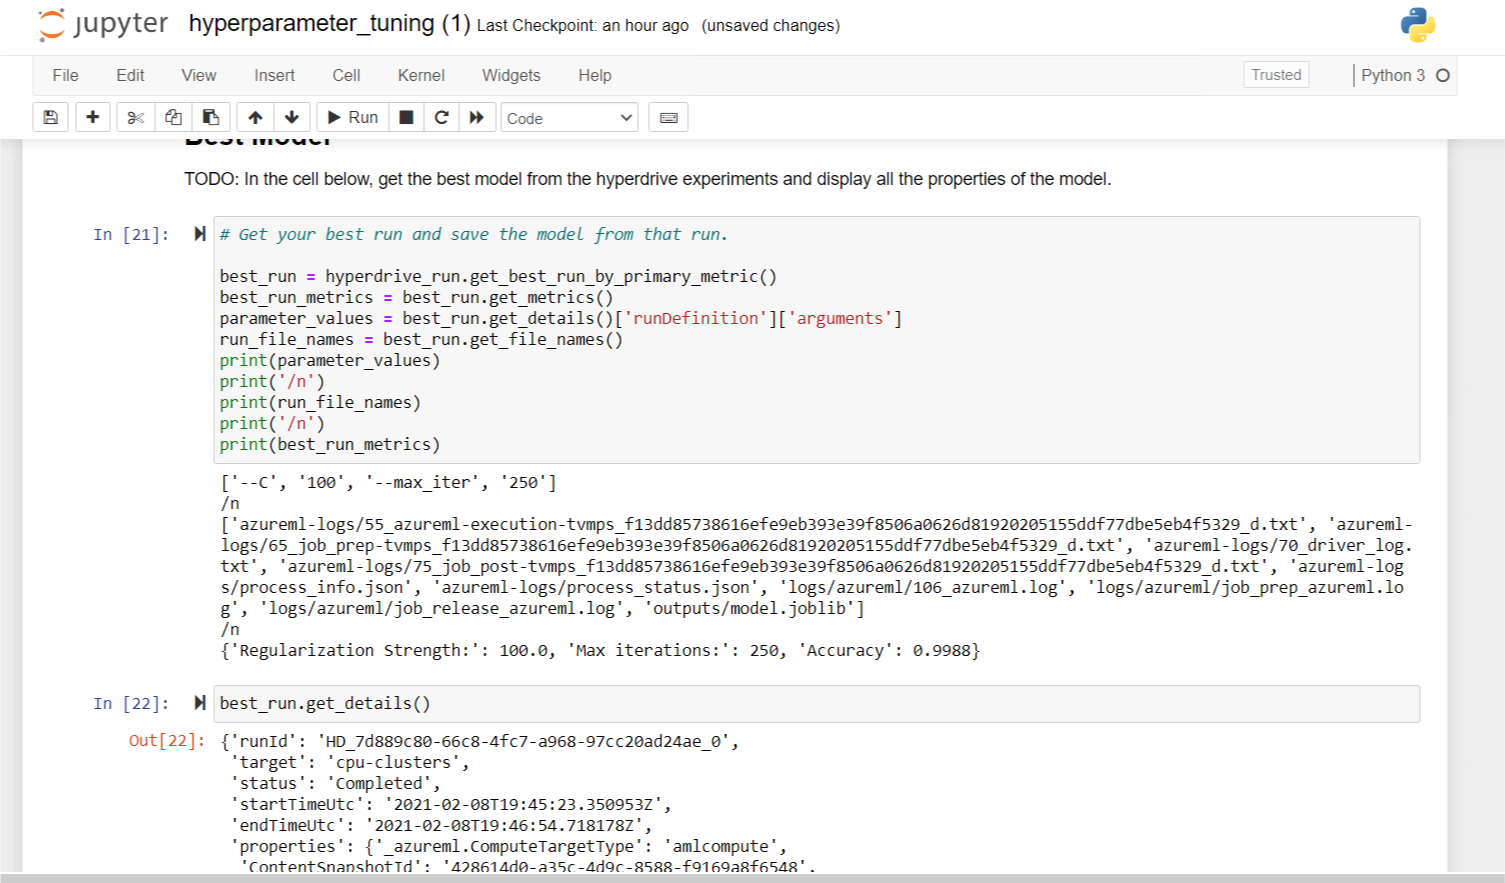 jupyter hyperparameter_tuning (1) Last Checkpoint: an hour ago (unsaved changes)
File Edit View Insert Cell Kernel Widgets Help Trusted Python 3
Run Code
Best Model
TODO: In the cell below, get the best model from the hyperdrive experiments and display all the properties of the model.
In [21]: # Get your best run and save the model from that run.
best_run = hyperdrive_run.get_best_run_by_primary_metric()
best_run_metrics = best_run.get_metrics()
parameter_values = best_run.get_details()['runDefinition']['arguments']
run_file_names = best_run.get_file_names()
print(parameter_values)
print('/n')
print(run_file_names)
print('/n')
print(best_run_metrics)
['--C', '100', '--max_iter', '250']
/n
['azureml-logs/55_azureml-execution-tvmps_f13dd85738616efe9eb393e39f8506a0626d81920205155ddf77dbe5eb4f5329_d.txt', 'azureml-
logs/65_job_prep-tvmps_f13dd85738616efe9eb393e39f8506a0626d81920205155ddf77dbe5eb4f5329_d.txt', 'azureml-logs/70_driver_log.
txt', 'azureml-logs/75_job_post-tvmps_f13dd85738616efe9eb393e39f8506a0626d81920205155ddf77dbe5eb4f5329_d.txt', 'azureml-log
s/process_info.json', 'azureml-logs/process_status.json', 'logs/azureml/106_azureml.log', 'logs/azureml/job_prep_azureml.lo
g', 'logs/azureml/job_release_azureml.log', 'outputs/model.joblib']
/n
{'Regularization Strength:': 100.0, 'Max iterations:': 250, 'Accuracy': 0.9988}
In [22]: best_run.get_details()
Out[22]: {'runId': 'HD_7d889c80-66c8-4fc7-a968-97cc20ad24ae_0',
'target': 'cpu-clusters',
'status': 'Completed',
'startTimeUtc': '2021-02-08T19:45:23.350953Z',
'endTimeUtc': '2021-02-08T19:46:54.718178Z',
'properties': {'_azureml.ComputeTargetType': 'amlcompute',
'ContentSnapshotId': '428614d0-a35c-4d9c-8588-f9169a8f6548',